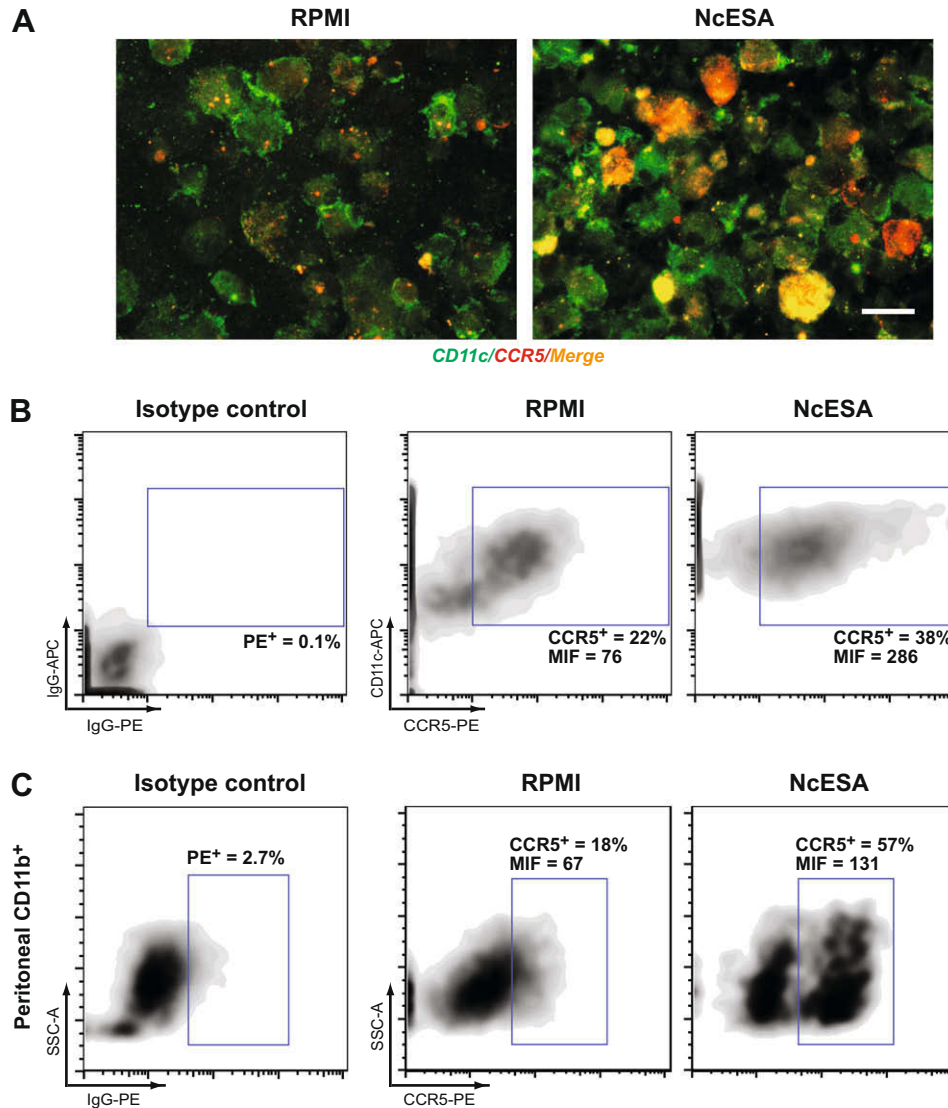 A
RPMI
NcESA
CD11c/CCR5/Merge
B
Isotype control
RPMI
NcESA
IgG-APC
PE+ = 0.1%
IgG-PE
CD11c-APC
CCR5+ = 22%
MIF = 76
CCR5-PE
CCR5+ = 38%
MIF = 286
C
Isotype control
RPMI
NcESA
Peritoneal CD11b+
SSC-A
PE+ = 2.7%
IgG-PE
SSC-A
CCR5+ = 18%
MIF = 67
CCR5-PE
CCR5+ = 57%
MIF = 131